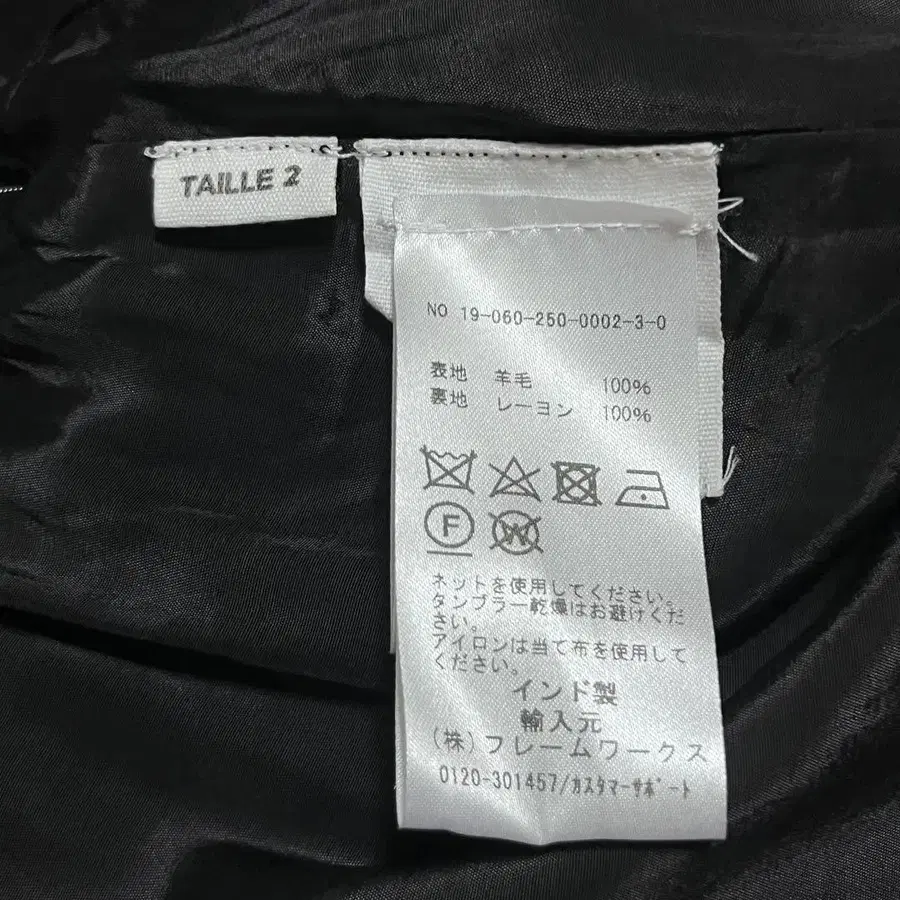 TAILLE 2
NO 19-060-250-0002-3-0
表地 羊毛 100%
裏地 レーヨン 100%
F
W
ネットを使用してください。
タンブラー乾燥はお避けくだ
さい。
アイロンは当て布を使用して
ください。
インド製
輸入元
(株)フレームワークス
0120-301457/ｶｽﾀﾏｰｻﾎﾟｰﾄ